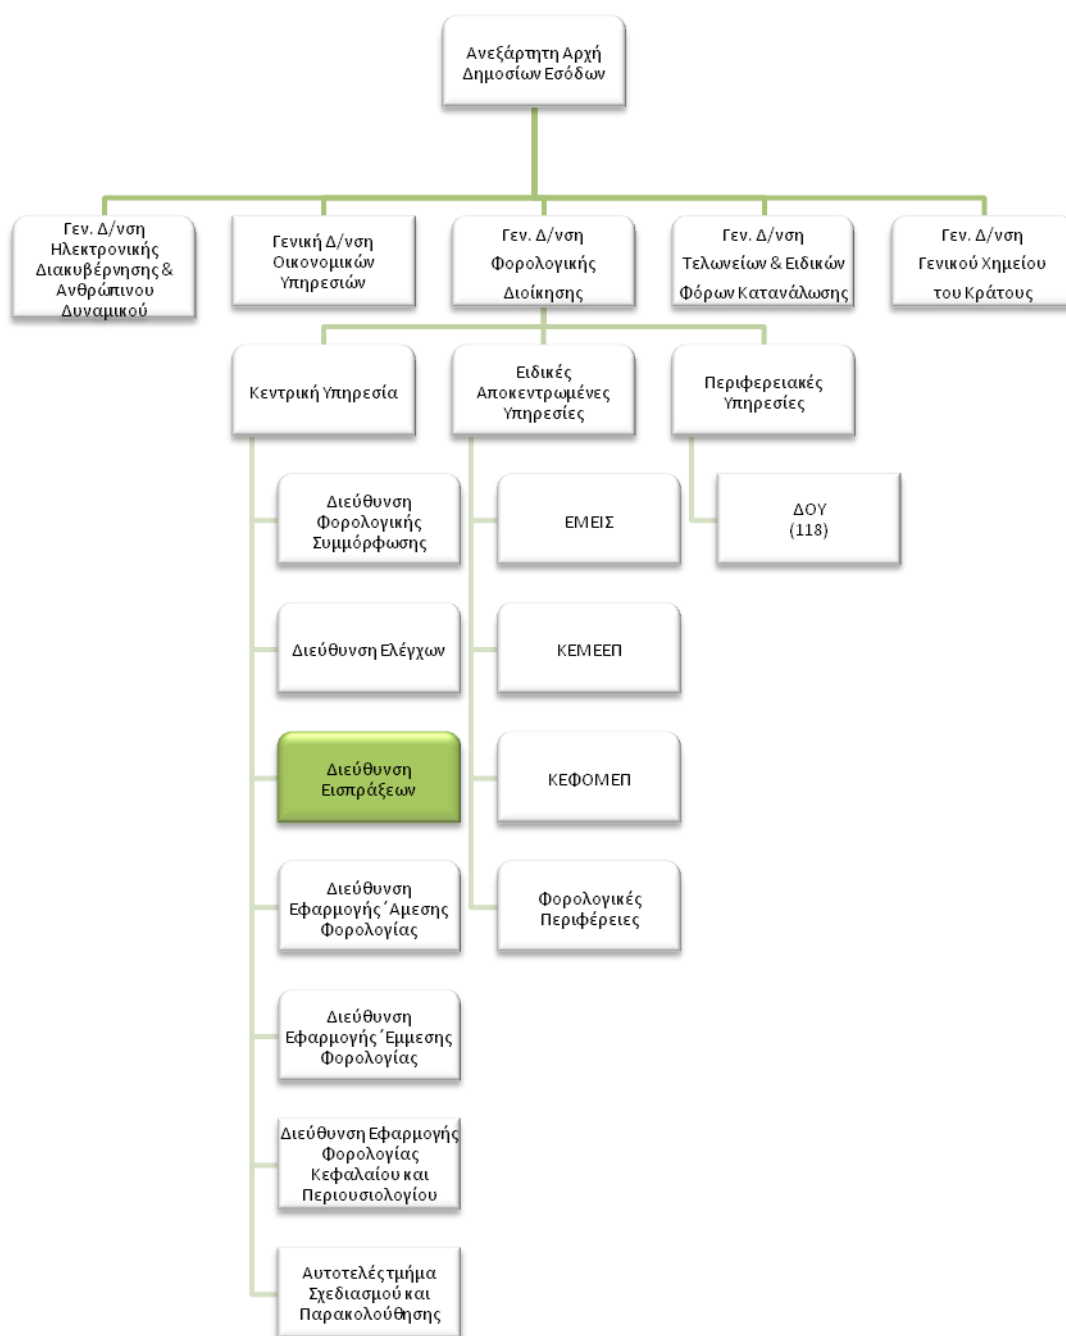 Ανεξάρτητη Αρχή
Δημοσίων Εσόδων
Γεν. Δ/νση
Ηλεκτρονικής
Διακυβέρνησης &
Ανθρώπινου
Δυναμικού
Γενική Δ/νση
Οικονομικών
Υπηρεσιών
Γεν. Δ/νση
Φορολογικής
Διοίκησης
Γεν. Δ/νση
Τελωνείων & Ειδικών
Φόρων Κατανάλωσης
Γεν. Δ/νση
Γενικού Χημείου
του Κράτους
Κεντρική Υπηρεσία
Ειδικές
Αποκεντρωμένες
Υπηρεσίες
Περιφερειακές
Υπηρεσίες
Διεύθυνση
Φορολογικής
Συμμόρφωσης
ΕΜΕΙΣ
ΔΟΥ
(118)
Διεύθυνση Ελέγχων
ΚΕΜΕΕΠ
Διεύθυνση
Εισπράξεων
ΚΕΦΟΜΕΠ
Διεύθυνση
Εφαρμογής ΄Αμεσης
Φορολογίας
Φορολογικές
Περιφέρειες
Διεύθυνση
Εφαρμογής ΄Εμμεσης
Φορολογίας
Διεύθυνση Εφαρμογής
Φορολογίας
Κεφαλαίου και
Περιουσιολογίου
Αυτοτελές τμήμα
Σχεδιασμού και
Παρακολούθησης